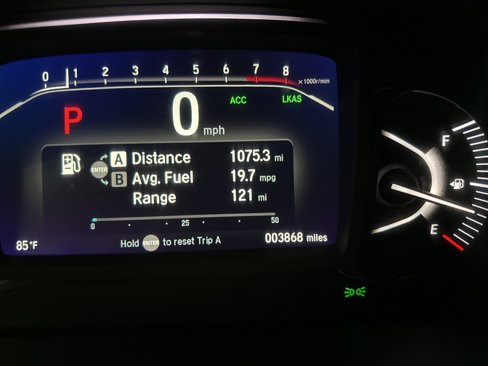 0 1 2 3 4 5 6 7 8 ×1000r/min
P 0 mph ACC LKAS
F
ENTER A Distance 1075.3 mi
B Avg. Fuel 19.7 mpg
Range 121 mi
E
0 25 50
85°F Hold ENTER to reset Trip A 003868 miles